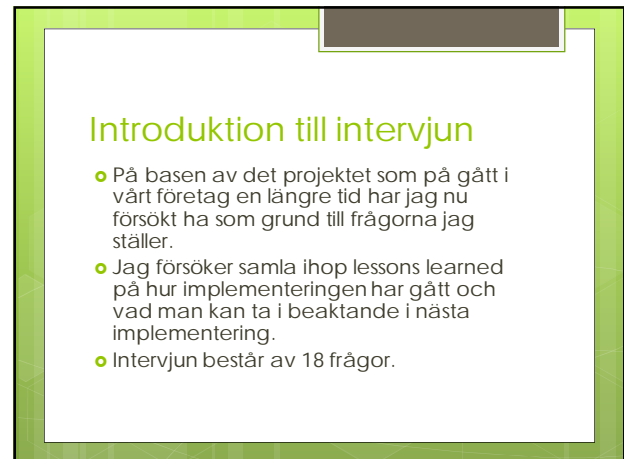 Introduktion till intervjun
På basen av det projektet som på gått i
vårt företag en längre tid har jag nu
försökt ha som grund till frågorna jag
ställer.
Jag försöker samla ihop lessons learned
på hur implementeringen har gått och
vad man kan ta i beaktande i nästa
implementering.
Intervjun består av 18 frågor.